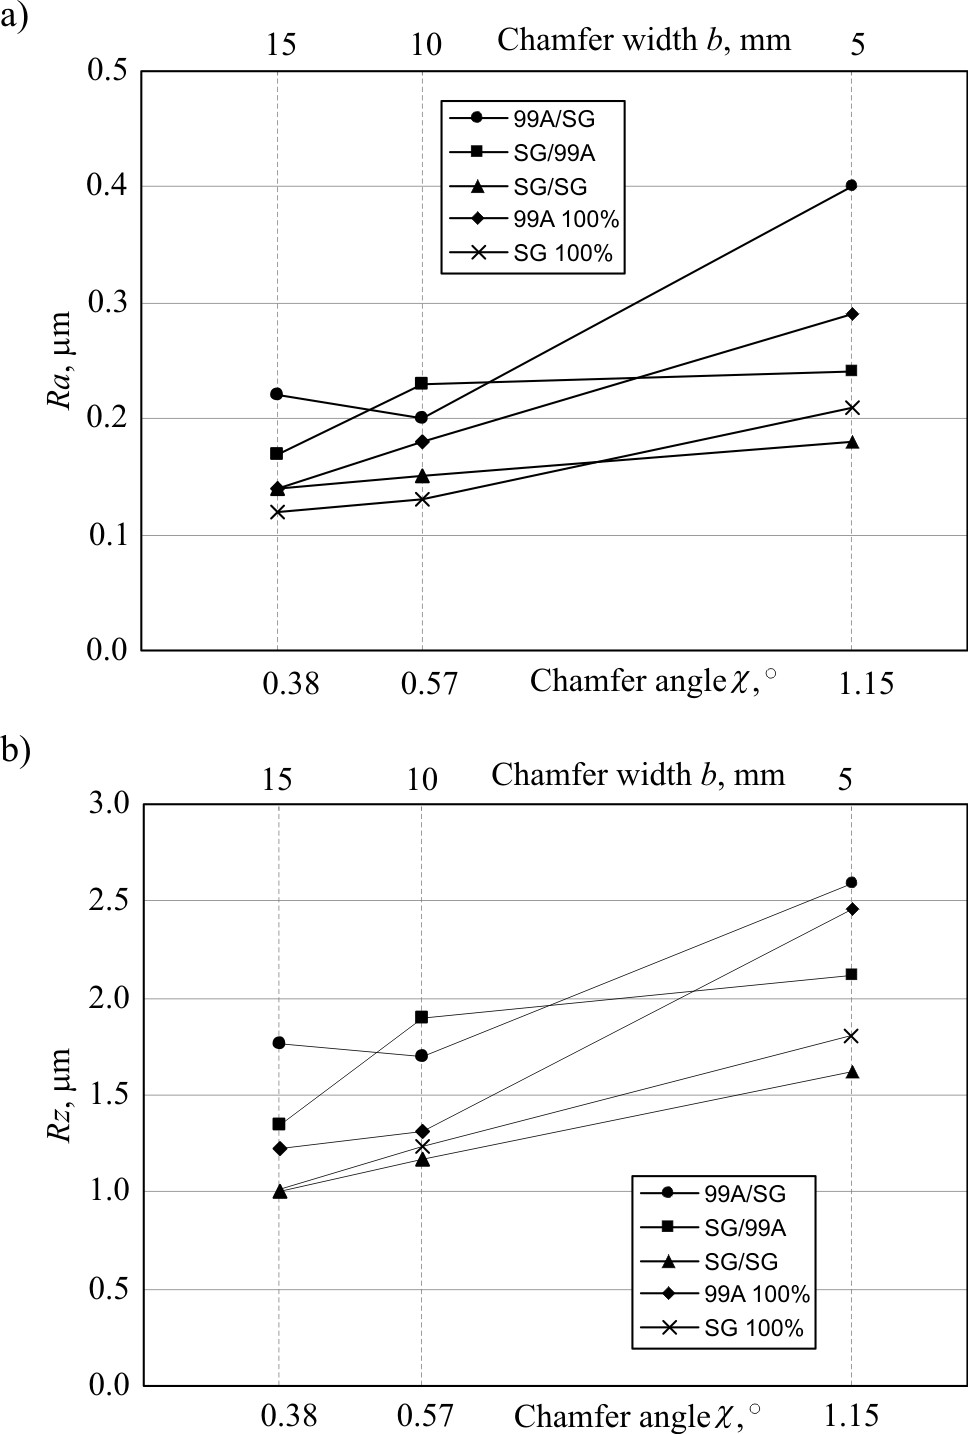 a)
15 10 Chamfer width b, mm 5
0.5
99A/SG
SG/99A
SG/SG
99A 100%
SG 100%
0.4
0.3
Ra, μm
0.2
0.1
0.0
0.38 0.57 Chamfer angle χ, ° 1.15
b)
15 10 Chamfer width b, mm 5
3.0
2.5
2.0
Rz, μm
1.5
1.0
99A/SG
SG/99A
SG/SG
99A 100%
SG 100%
0.5
0.0
0.38 0.57 Chamfer angle χ, ° 1.15